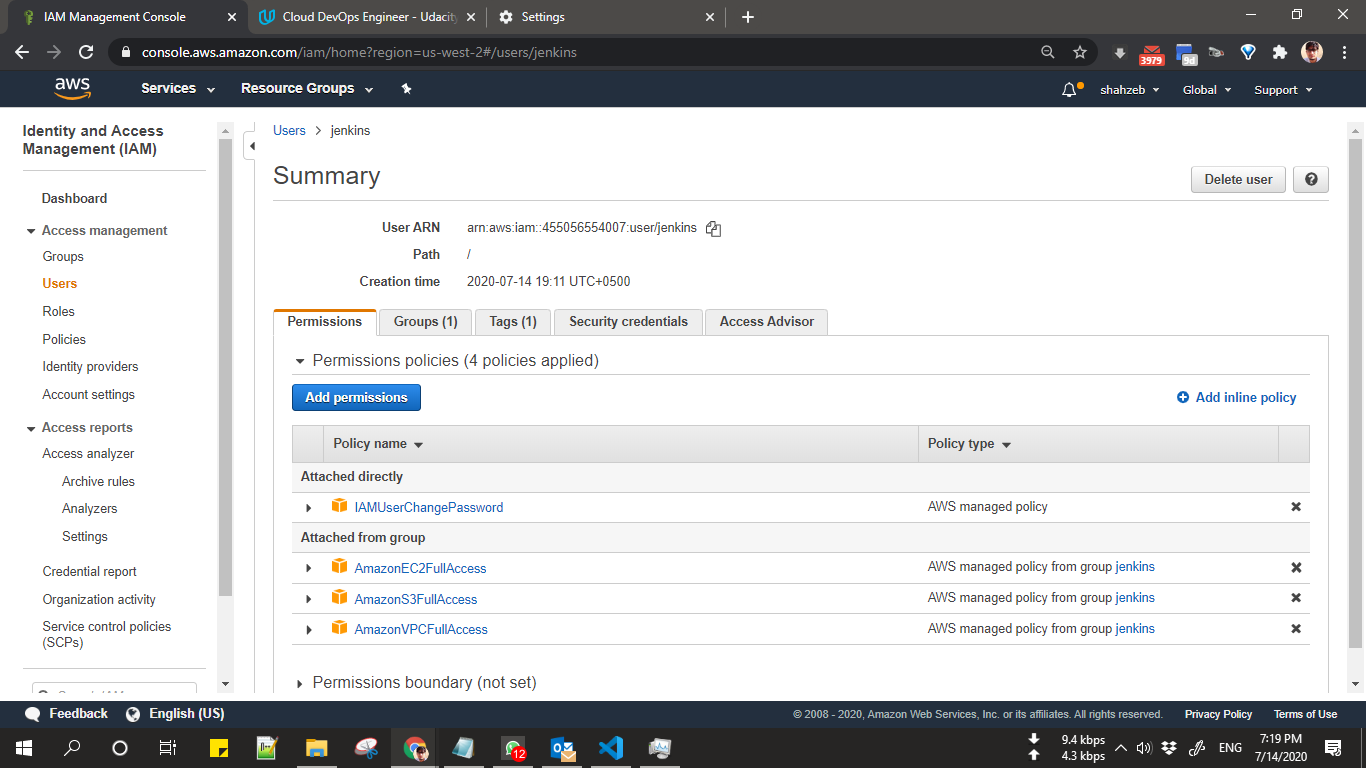 IAM Management Console
Cloud DevOps Engineer - Udacity
Settings
console.aws.amazon.com/iam/home?region=us-west-2#/users/jenkins
3979
9d
aws
Services
Resource Groups
shahzeb
Global
Support
Identity and Access
Management (IAM)
Dashboard
Access management
Groups
Users
Roles
Policies
Identity providers
Account settings
Access reports
Access analyzer
Archive rules
Analyzers
Settings
Credential report
Organization activity
Service control policies
(SCPs)
Users > jenkins
Summary
Delete user
User ARN arn:aws:iam::455056554007:user/jenkins
Path /
Creation time 2020-07-14 19:11 UTC+0500
Permissions
Groups (1)
Tags (1)
Security credentials
Access Advisor
Permissions policies (4 policies applied)
Add permissions
Add inline policy
Policy name Policy type
Attached directly
IAMUserChangePassword AWS managed policy
Attached from group
AmazonEC2FullAccess AWS managed policy from group jenkins
AmazonS3FullAccess AWS managed policy from group jenkins
AmazonVPCFullAccess AWS managed policy from group jenkins
Permissions boundary (not set)
Feedback
English (US)
© 2008 - 2020, Amazon Web Services, Inc. or its affiliates. All rights reserved.
Privacy Policy
Terms of Use
12
9.4 kbps
4.3 kbps
ENG
7:19 PM
7/14/2020